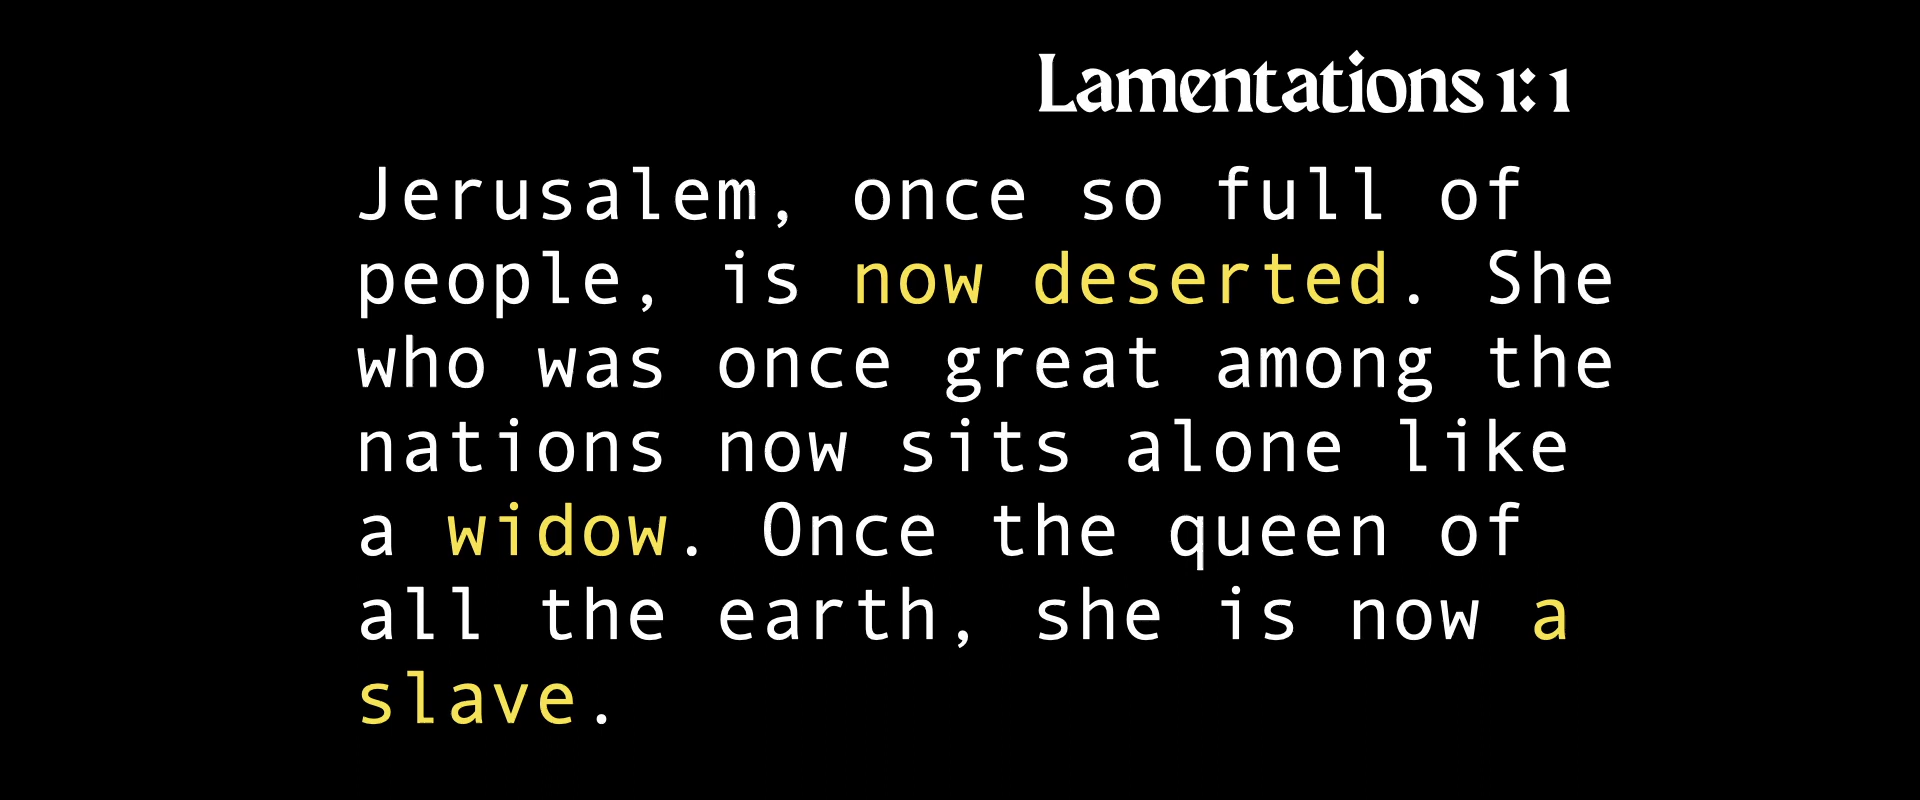 Lamentations 1:1
Jerusalem, once so full of
people, is now deserted. She
who was once great among the
nations now sits alone like
a widow. Once the queen of
all the earth, she is now a
slave.